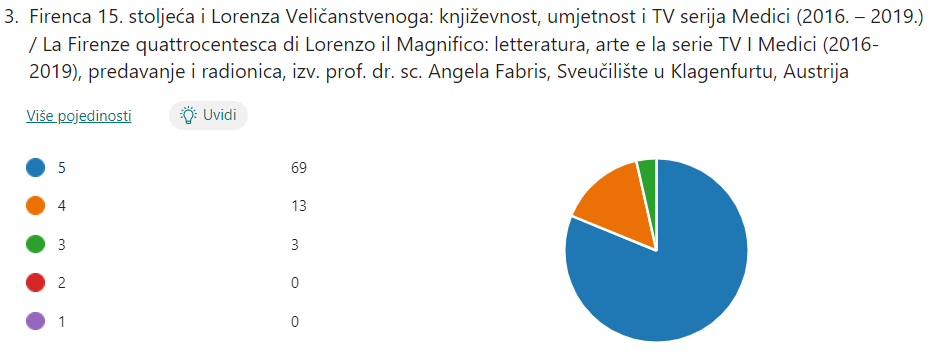 3. Firenca 15. stoljeća i Lorenza Veličanstvenoga: književnost, umjetnost i TV serija Medici (2016. – 2019.)
/ La Firenze quattrocentesca di Lorenzo il Magnifico: letteratura, arte e la serie TV I Medici (2016-
2019), predavanje i radionica, izv. prof. dr. sc. Angela Fabris, Sveučilište u Klagenfurtu, Austrija
Više pojedinosti Uvidi
5 69
4 13
3 3
2 0
1 0